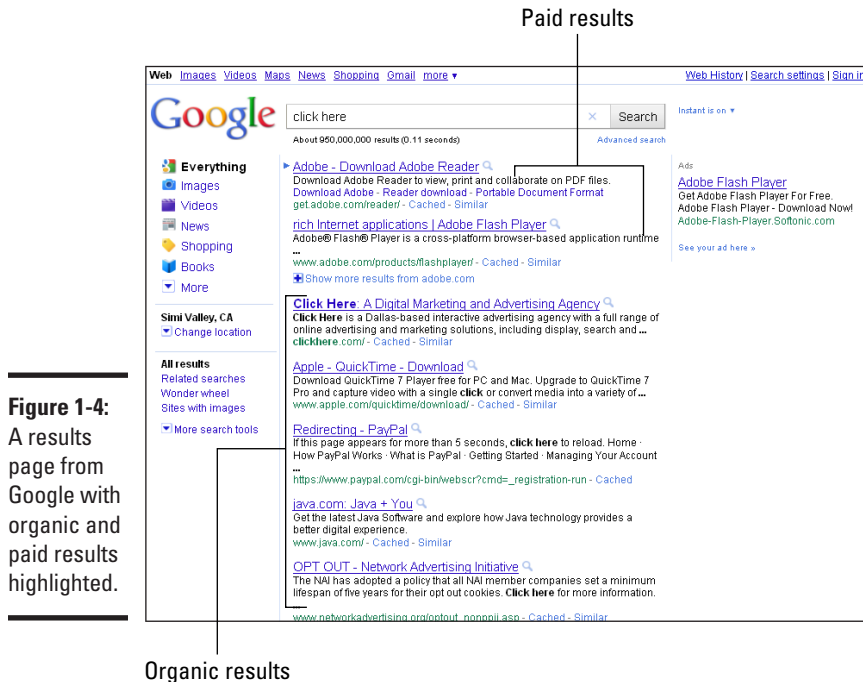 Paid results
Web Images Videos Maps News Shopping Gmail more ▼
Web History | Search settings | Sign in
Google
click here
×
Search
Instant is on ▼
About 950,000,000 results (0.11 seconds)
Advanced search
Everything
Images
Videos
News
Shopping
Books
More
Simi Valley, CA
Change location
All results
Related searches
Wonder wheel
Sites with images
More search tools
Adobe - Download Adobe Reader
Download Adobe Reader to view, print and collaborate on PDF files.
Download Adobe - Reader download - Portable Document Format
get.adobe.com/reader/ - Cached - Similar
rich Internet applications | Adobe Flash Player
Adobe® Flash® Player is a cross-platform browser-based application runtime
...
www.adobe.com/products/flashplayer/ - Cached - Similar
Show more results from adobe.com
Click Here: A Digital Marketing and Advertising Agency
Click Here is a Dallas-based interactive advertising agency with a full range of
online advertising and marketing solutions, including display, search and ...
clickhere.com/ - Cached - Similar
Apple - QuickTime - Download
Download QuickTime 7 Player free for PC and Mac. Upgrade to QuickTime 7
Pro and capture video with a single click or convert media into a variety of ...
www.apple.com/quicktime/download/ - Cached - Similar
Redirecting - PayPal
If this page appears for more than 5 seconds, click here to reload. Home ·
How PayPal Works · What is PayPal · Getting Started · Managing Your Account
...
https://www.paypal.com/cgi-bin/webscr?cmd=_registration-run - Cached
java.com: Java + You
Get the latest Java Software and explore how Java technology provides a
better digital experience.
www.java.com/ - Cached - Similar
OPT OUT - Network Advertising Initiative
The NAI has adopted a policy that all NAI member companies set a minimum
lifespan of five years for their opt out cookies. Click here for more information.
...
www.networkadvertising.org/optout_nonppii.asp - Cached - Similar
Ads
Adobe Flash Player
Get Adobe Flash Player For Free.
Adobe Flash Player - Download Now!
Adobe-Flash-Player.Softonic.com
See your ad here »
Figure 1-4:
A results
page from
Google with
organic and
paid results
highlighted.
Organic results